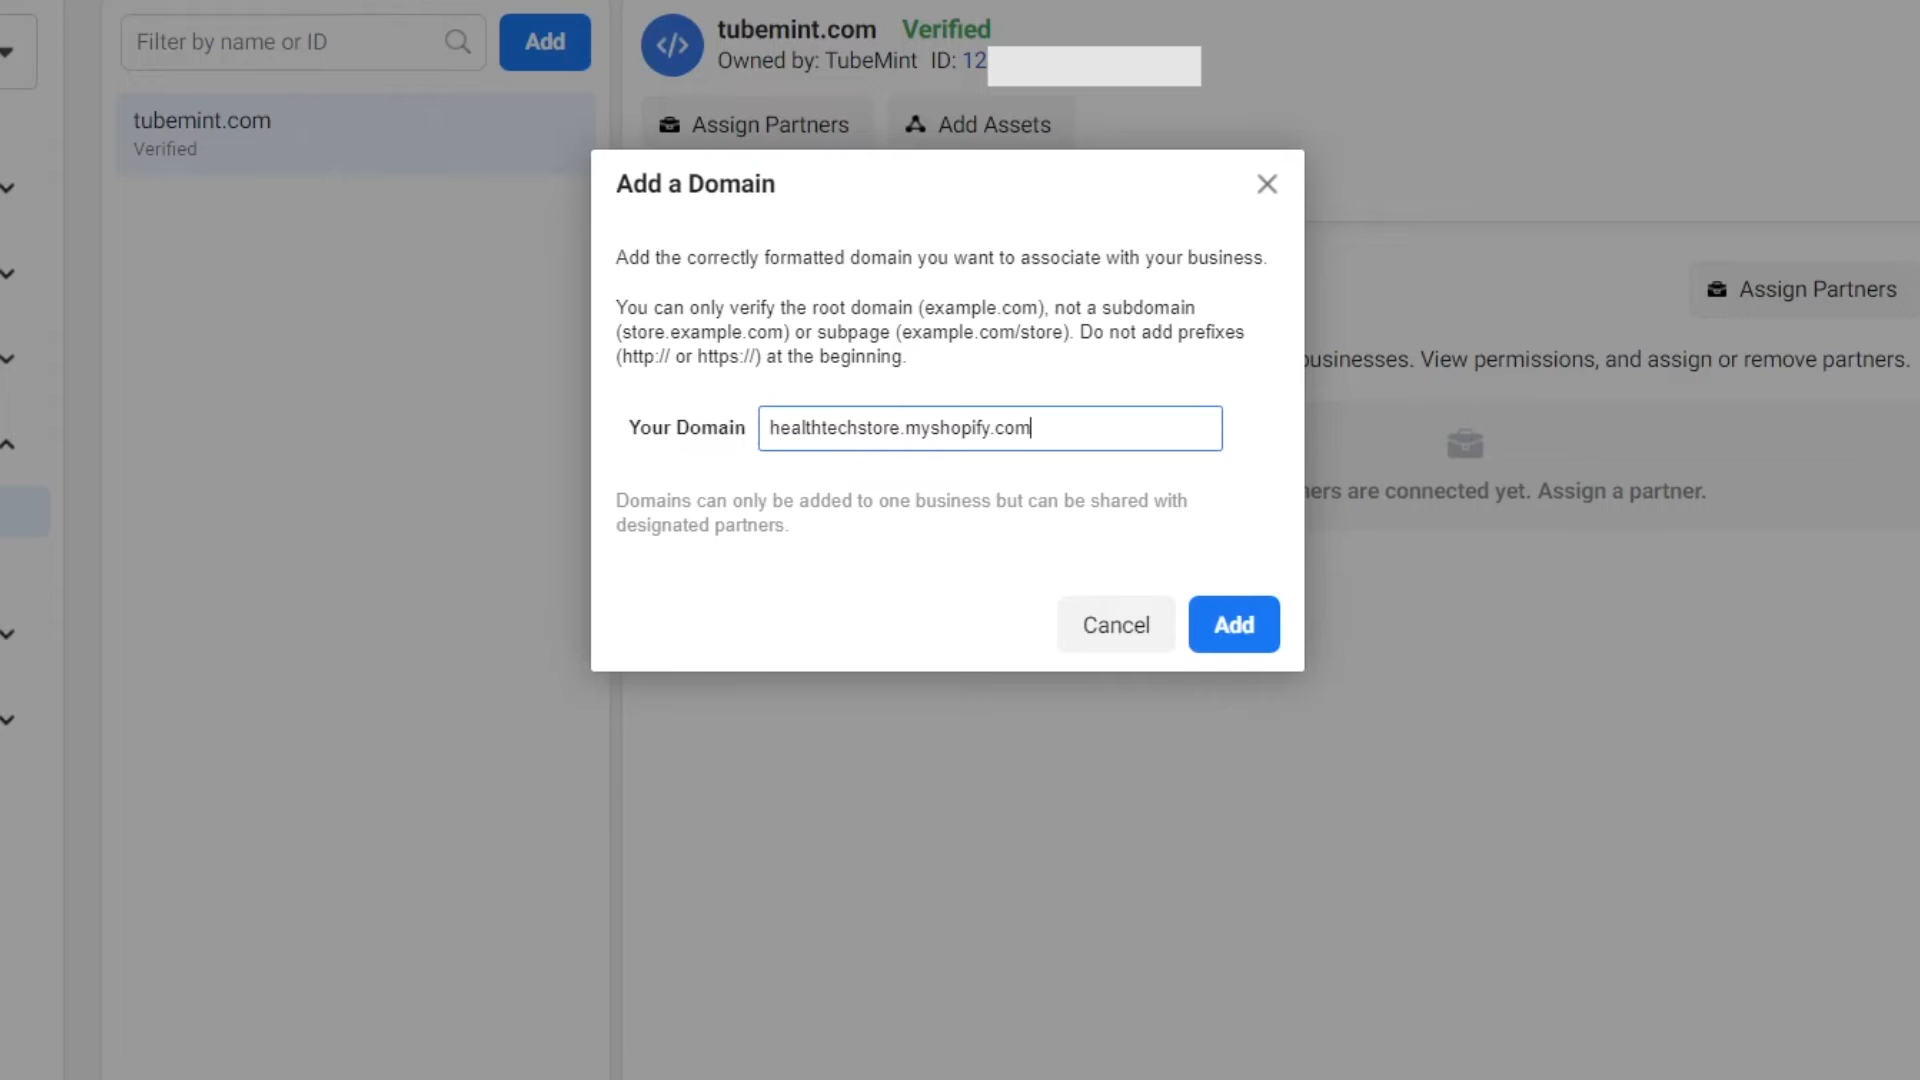 Filter by name or ID
Add
tubemint.com
Verified
tubemint.com Verified
Owned by: TubeMint ID: 12
Assign Partners
Add Assets
Add a Domain
Add the correctly formatted domain you want to associate with your business.
You can only verify the root domain (example.com), not a subdomain
(store.example.com) or subpage (example.com/store). Do not add prefixes
(http:// or https://) at the beginning.
Your Domain
healthtechstore.myshopify.com
Domains can only be added to one business but can be shared with
designated partners.
Cancel
Add
Assign Partners
businesses. View permissions, and assign or remove partners.
are connected yet. Assign a partner.